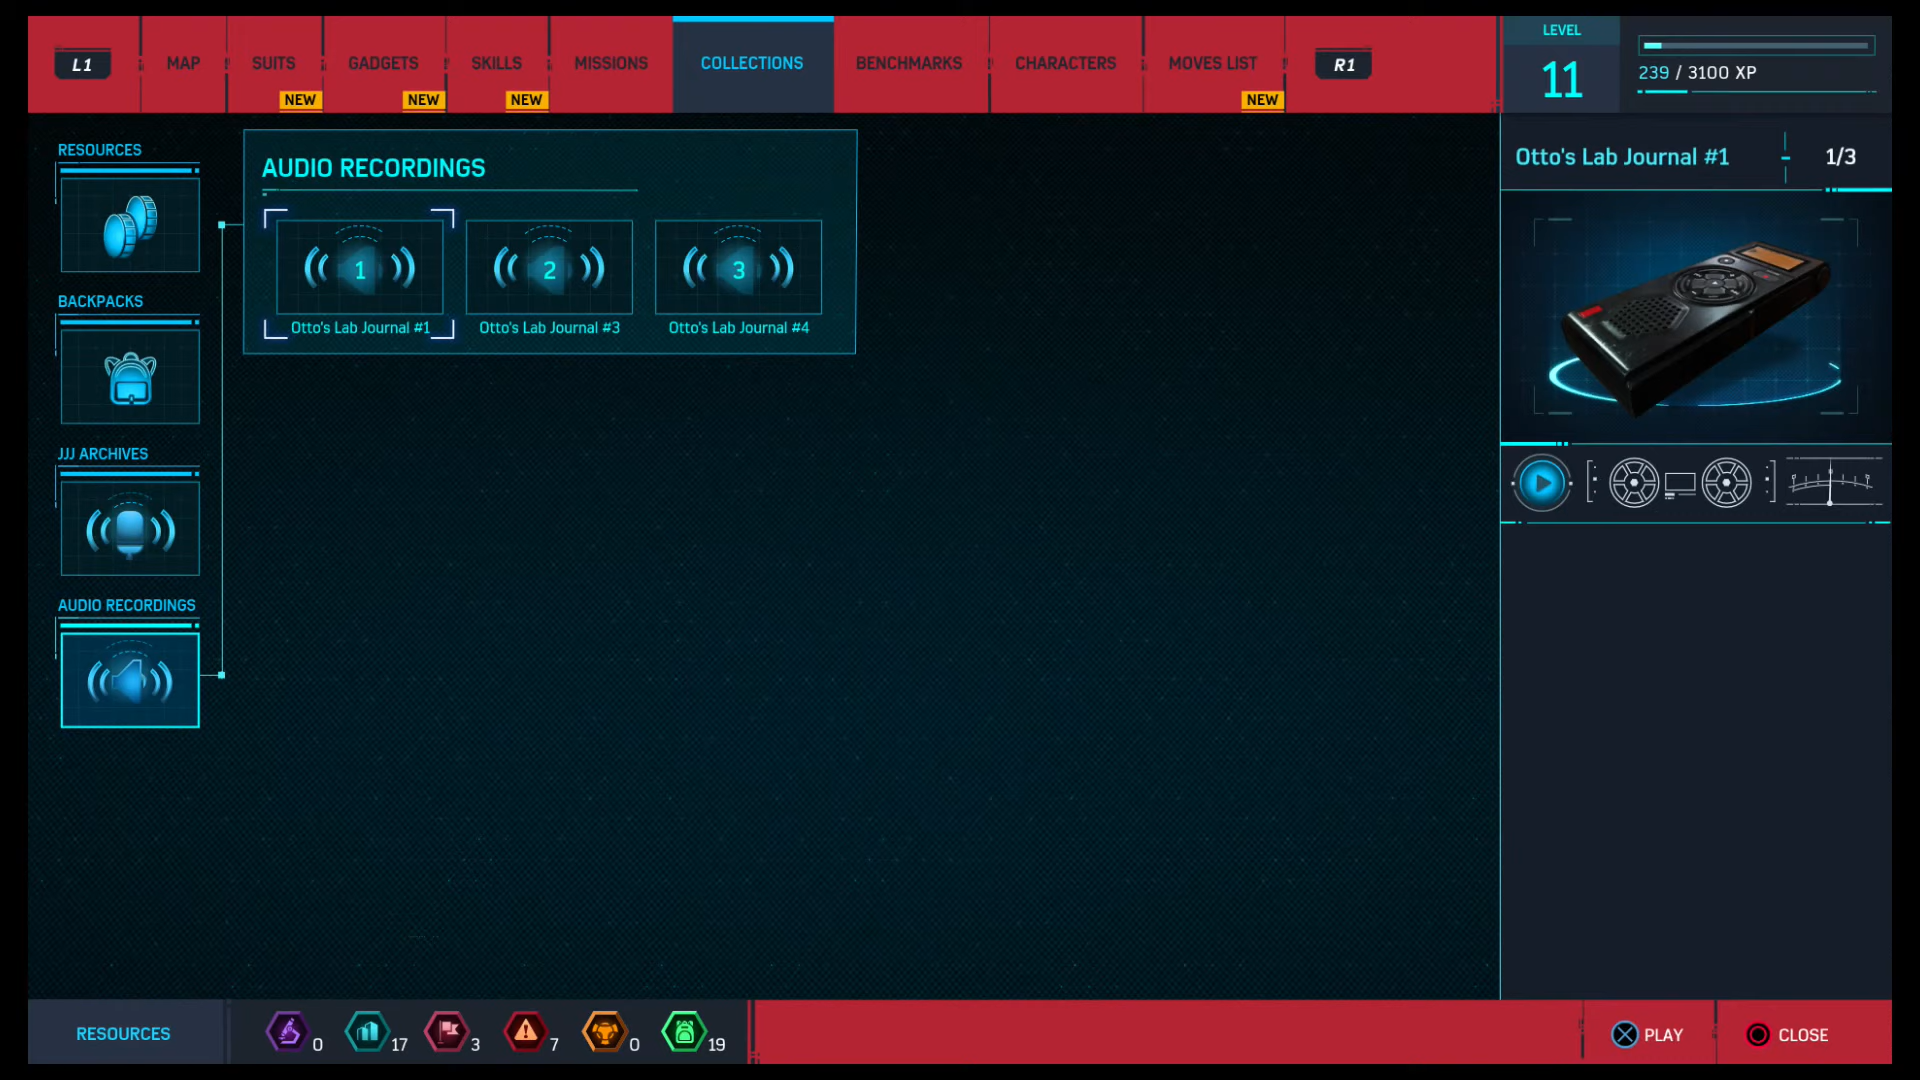 L1
MAP
SUITS
NEW
GADGETS
NEW
SKILLS
NEW
MISSIONS
COLLECTIONS
BENCHMARKS
CHARACTERS
MOVES LIST
NEW
R1
LEVEL
11
239 / 3100 XP
RESOURCES
BACKPACKS
JJJ ARCHIVES
AUDIO RECORDINGS
AUDIO RECORDINGS
1
Otto's Lab Journal #1
2
Otto's Lab Journal #3
3
Otto's Lab Journal #4
Otto's Lab Journal #1
1/3
RESOURCES
0
17
3
7
0
19
PLAY
CLOSE